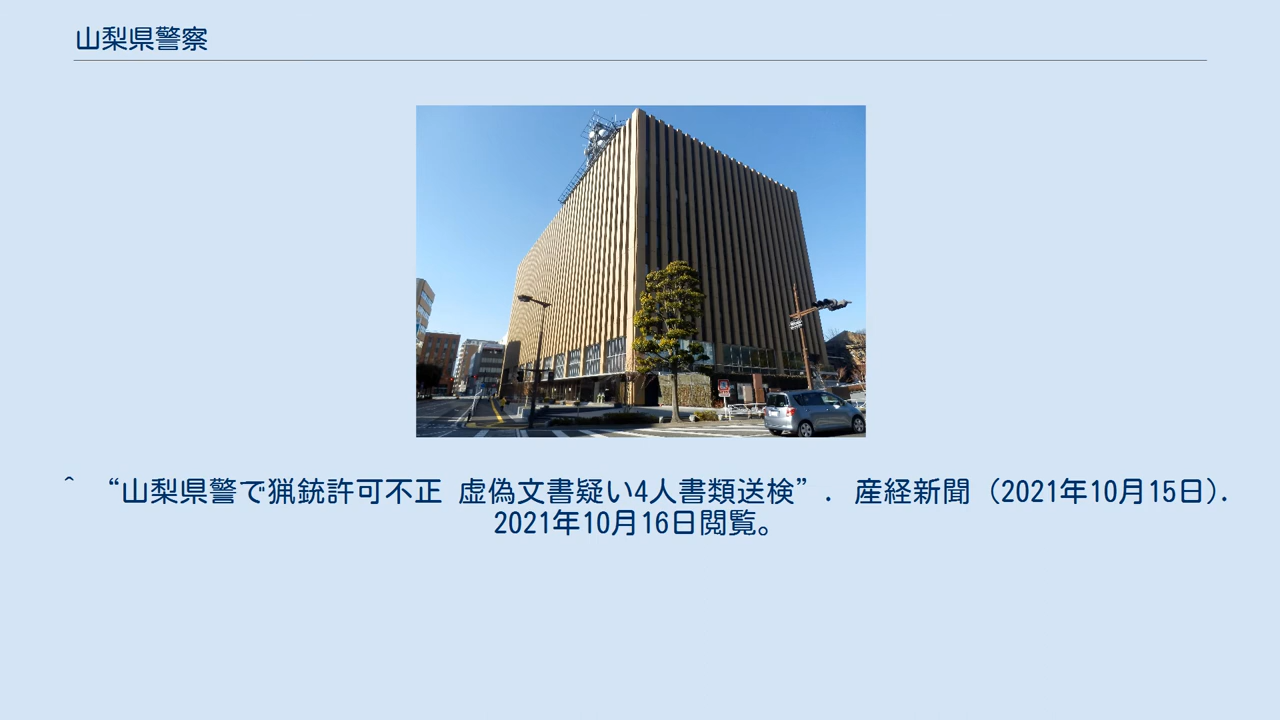 山梨県警察
^ “山梨県警で猟銃許可不正 虚偽文書疑い4人書類送検”. 産経新聞 (2021年10月15日).
2021年10月16日閲覧。